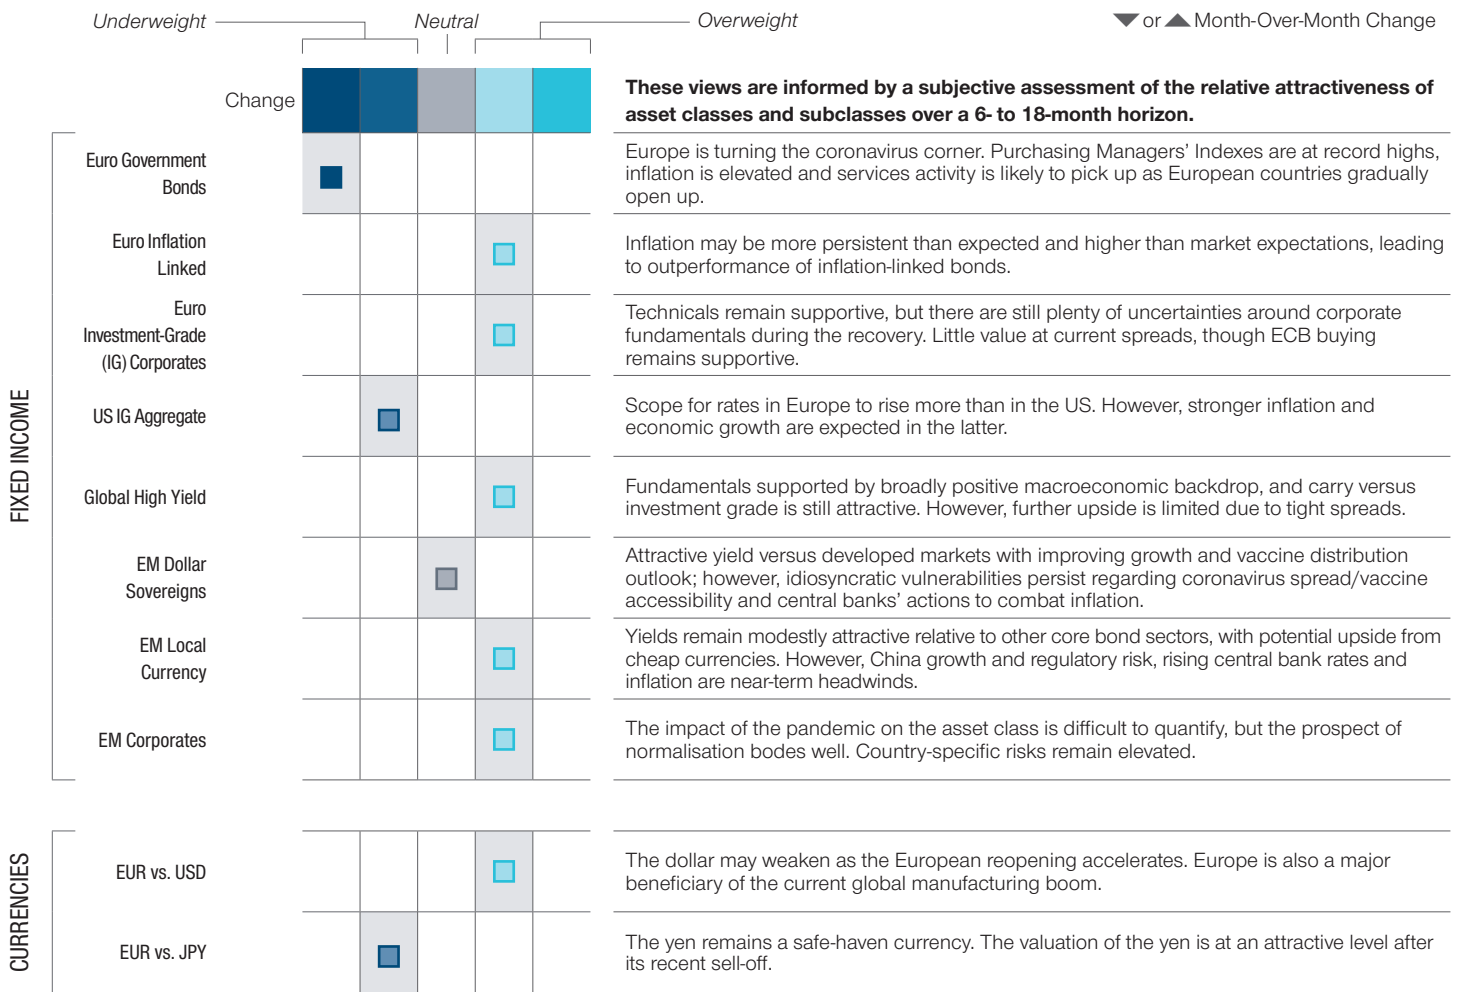 Underweight
Neutral
Overweight
▼ or ▲ Month-Over-Month Change
Change
These views are informed by a subjective assessment of the relative attractiveness of
asset classes and subclasses over a 6- to 18-month horizon.
FIXED INCOME
Euro Government
Bonds
Europe is turning the coronavirus corner. Purchasing Managers’ Indexes are at record highs,
inflation is elevated and services activity is likely to pick up as European countries gradually
open up.
Euro Inflation
Linked
Inflation may be more persistent than expected and higher than market expectations, leading
to outperformance of inflation-linked bonds.
Euro
Investment-Grade
(IG) Corporates
Technicals remain supportive, but there are still plenty of uncertainties around corporate
fundamentals during the recovery. Little value at current spreads, though ECB buying
remains supportive.
US IG Aggregate
Scope for rates in Europe to rise more than in the US. However, stronger inflation and
economic growth are expected in the latter.
Global High Yield
Fundamentals supported by broadly positive macroeconomic backdrop, and carry versus
investment grade is still attractive. However, further upside is limited due to tight spreads.
EM Dollar
Sovereigns
Attractive yield versus developed markets with improving growth and vaccine distribution
outlook; however, idiosyncratic vulnerabilities persist regarding coronavirus spread/vaccine
accessibility and central banks’ actions to combat inflation.
EM Local
Currency
Yields remain modestly attractive relative to other core bond sectors, with potential upside from
cheap currencies. However, China growth and regulatory risk, rising central bank rates and
inflation are near-term headwinds.
EM Corporates
The impact of the pandemic on the asset class is difficult to quantify, but the prospect of
normalisation bodes well. Country-specific risks remain elevated.
CURRENCIES
EUR vs. USD
The dollar may weaken as the European reopening accelerates. Europe is also a major
beneficiary of the current global manufacturing boom.
EUR vs. JPY
The yen remains a safe-haven currency. The valuation of the yen is at an attractive level after
its recent sell-off.